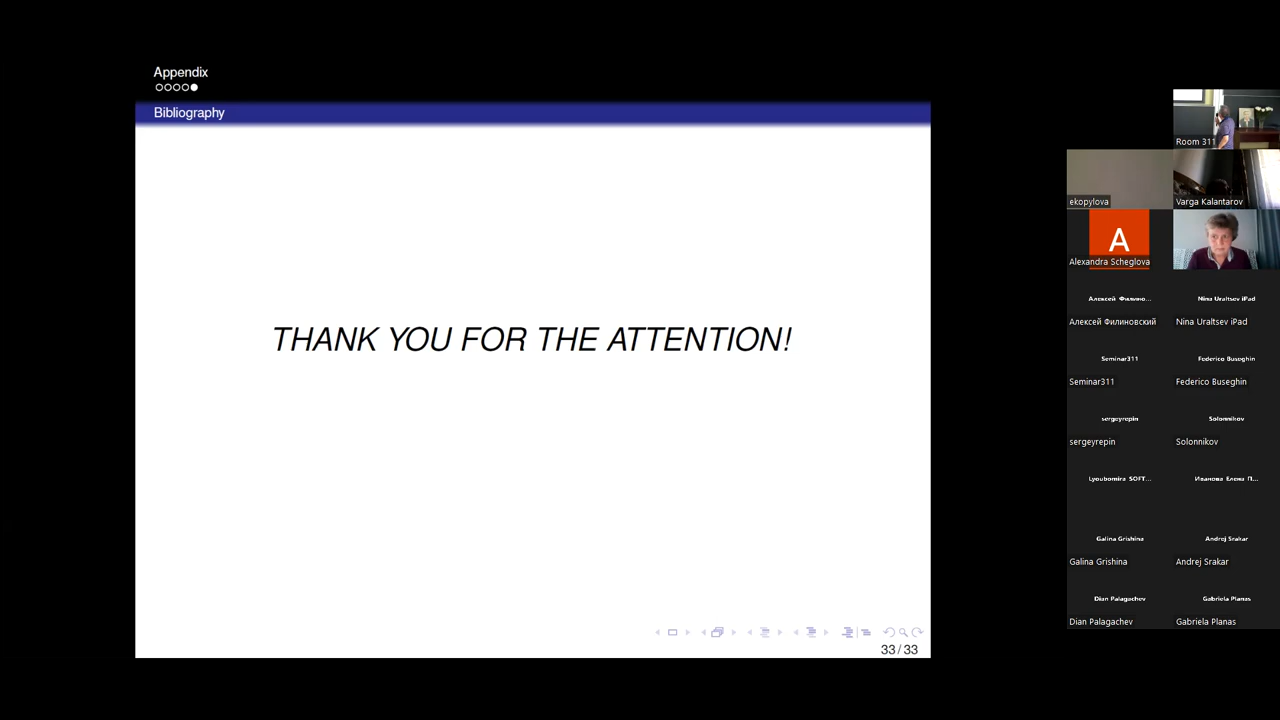 Appendix
Bibliography
THANK YOU FOR THE ATTENTION!
33/33
Room 311
ekopylova
Varga Kalantarov
A
Alexandra Scheglova
Алексей Филино...
Алексей Филиновский
Nina Uraltsev iPad
Nina Uraltsev iPad
Seminar311
Seminar311
Federico Buseghin
Federico Buseghin
sergeyrepin
sergeyrepin
Solonnikov
Solonnikov
Lyoubomira SOFT...
Иванова Елена П...
Galina Grishina
Galina Grishina
Andrej Srakar
Andrej Srakar
Dian Palagachev
Dian Palagachev
Gabriela Planas
Gabriela Planas